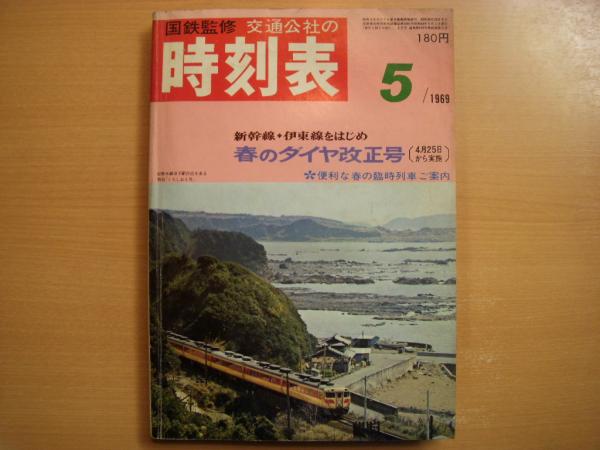 国鉄監修 交通公社の
時刻表
180円
5/1969
新幹線・伊東線をはじめ
春のダイヤ改正号(4月25日から実施)
☆便利な春の臨時列車ご案内